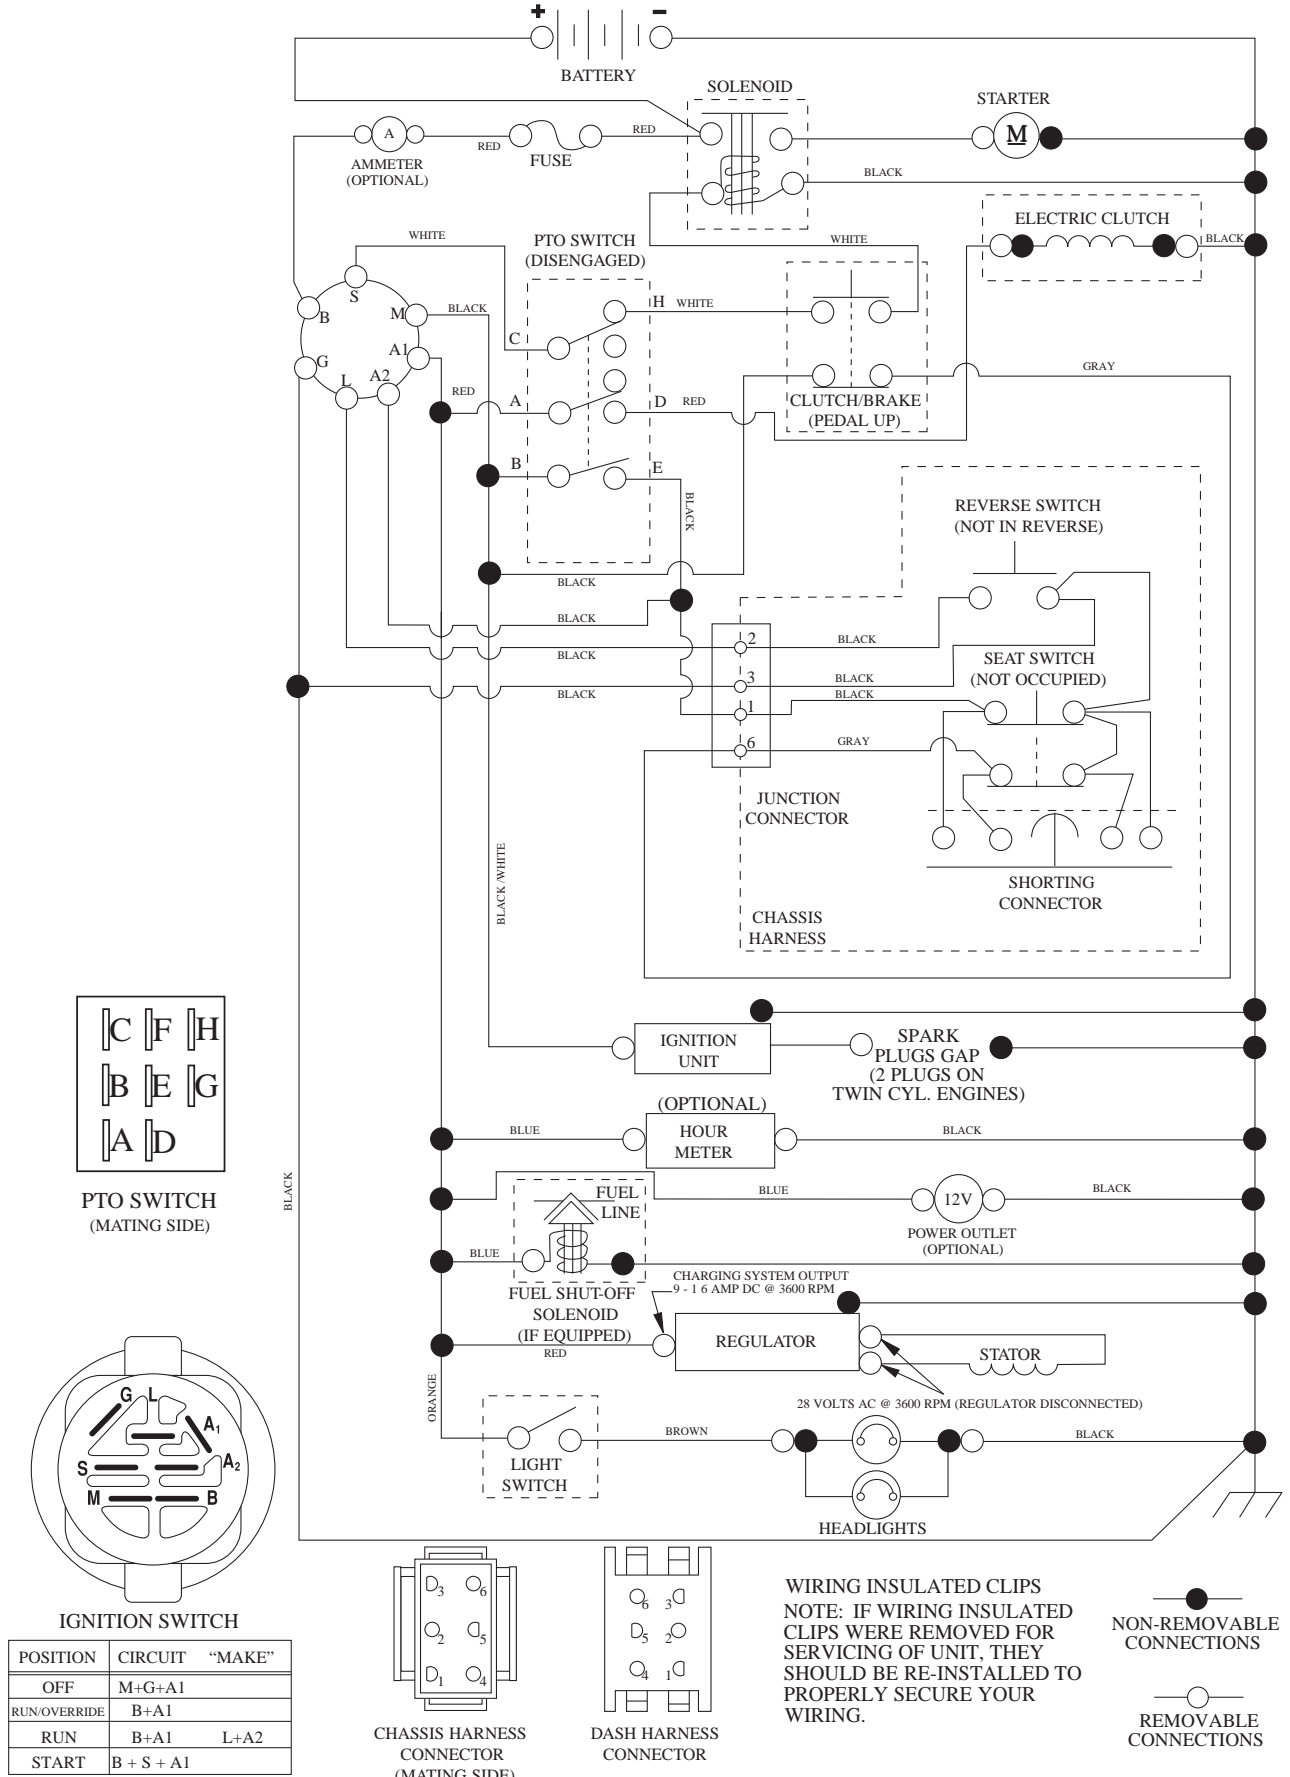 + −
BATTERY
SOLENOID
STARTER
A
RED
FUSE
RED
M
AMMETER
(OPTIONAL)
BLACK
ELECTRIC CLUTCH
WHITE
PTO SWITCH
(DISENGAGED)
WHITE
BLACK
S
B
M
BLACK
H
WHITE
C
G
A1
L
A2
RED
A
D
RED
GRAY
CLUTCH/BRAKE
(PEDAL UP)
B
E
BLACK
REVERSE SWITCH
(NOT IN REVERSE)
BLACK
BLACK
2
BLACK
BLACK
SEAT SWITCH
(NOT OCCUPIED)
3
BLACK
BLACK
BLACK
1
6
GRAY
JUNCTION
CONNECTOR
BLACK /WHITE
SHORTING
CONNECTOR
CHASSIS
HARNESS
C F H
B E G
A D
PTO SWITCH
(MATING SIDE)
IGNITION
UNIT
SPARK
PLUGS GAP
(2 PLUGS ON
TWIN CYL. ENGINES)
(OPTIONAL)
BLUE
HOUR
METER
BLACK
BLACK
FUEL
LINE
BLUE
12V
BLACK
POWER OUTLET
(OPTIONAL)
BLUE
CHARGING SYSTEM OUTPUT
9 - 1 6 AMP DC @ 3600 RPM
FUEL SHUT-OFF
SOLENOID
(IF EQUIPPED)
RED
REGULATOR
STATOR
ORANGE
28 VOLTS AC @ 3600 RPM (REGULATOR DISCONNECTED)
BROWN
BLACK
LIGHT
SWITCH
HEADLIGHTS
G L
A1
S
A2
M
B
IGNITION SWITCH
POSITION CIRCUIT "MAKE"
OFF M+G+A1
RUN/OVERRIDE B+A1
RUN B+A1 L+A2
START B + S + A1
3 6
2 5
1 4
CHASSIS HARNESS
CONNECTOR
(MATING SIDE)
6 3
5 2
4 1
DASH HARNESS
CONNECTOR
WIRING INSULATED CLIPS
NOTE: IF WIRING INSULATED
CLIPS WERE REMOVED FOR
SERVICING OF UNIT, THEY
SHOULD BE RE-INSTALLED TO
PROPERLY SECURE YOUR
WIRING.
NON-REMOVABLE
CONNECTIONS
REMOVABLE
CONNECTIONS